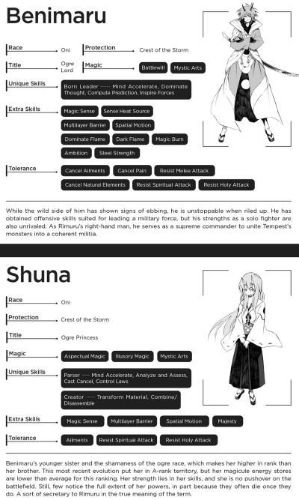 Benimaru
Race Oni Protection Crest of the Storm
Title Ogre Lord Magic Battlewill Mystic Arts
Unique Skills Born Leader ---- Mind Accelerate, Dominate
Thought, Compute Prediction, Inspire Forces
Extra Skills Magic Sense Sense Heat Source
Multilayer Barrier Spatial Motion
Dominate Flame Dark Flame Magic Burn
Ambition Steel Strength
Tolerance Cancel Ailments Cancel Pain Resist Melee Attack
Cancel Natural Elements Resist Spiritual Attack Resist Holy Attack
While the wild side of him has shown signs of ebbing, he is unstoppable when riled up. He has
obtained offensive skills suited for leading a military force, but his strengths as a solo fighter are
also unrivaled. As Rimuru's right-hand man, he serves as a supreme commander to unite Tempest's
monsters into a coherent militia.
Shuna
Race Oni
Protection Crest of the Storm
Title Ogre Princess
Magic Aspectual Magic Illusory Magic Mystic Arts
Unique Skills Parser ---- Mind Accelerate, Analyze and Assess,
Cast Cancel, Control Laws
Creator ---- Transform Material, Combine/
Disassemble
Extra Skills Magic Sense Multilayer Barrier Spatial Motion Majesty
Tolerance Ailments Resist Spiritual Attack Resist Holy Attack
Benimaru's younger sister and the shamaness of the ogre race, which makes her higher in rank than
her brother. This most recent evolution put her in A-rank territory, but her magicule energy stores
are lower than average for this ranking. Her strength lies in her skills, and she is no pushover on the
battlefield. Still, few notice the full extent of her powers, in part because they often die once they
do. A sort of secretary to Rimuru in the true meaning of the term.